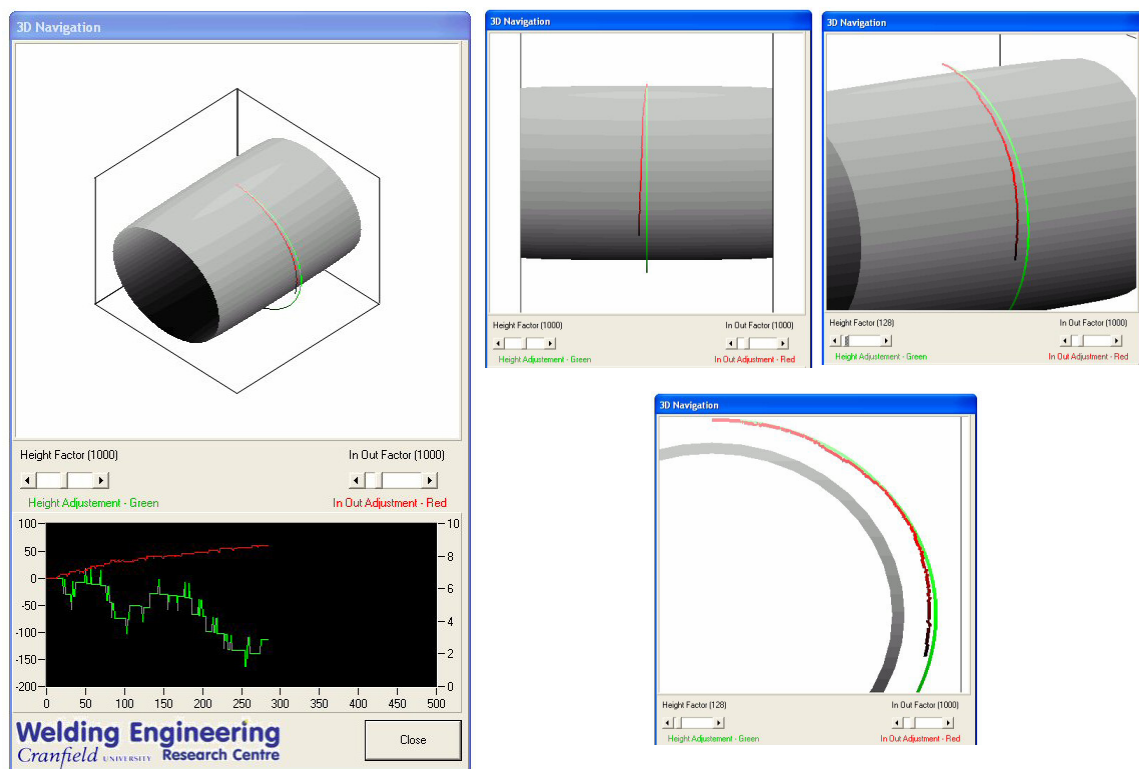 3D Navigation
Height Factor (1000)
In Out Factor (1000)
Height Adjustement - Green
In Out Adjustment - Red
100
50
0
-50
-100
-150
-200
10
8
6
4
2
0
0 50 100 150 200 250 300 350 400 450 500
Welding Engineering
Cranfield UNIVERSITY Research Centre
Close
3D Navigation
Height Factor (1000)
In Out Factor (1000)
Height Adjustement - Green
In Out Adjustment - Red
3D Navigation
Height Factor (128)
In Out Factor (1000)
Height Adjustement - Green
In Out Adjustment - Red
3D Navigation
Height Factor (128)
In Out Factor (1000)
Height Adjustement - Green
In Out Adjustment - Red